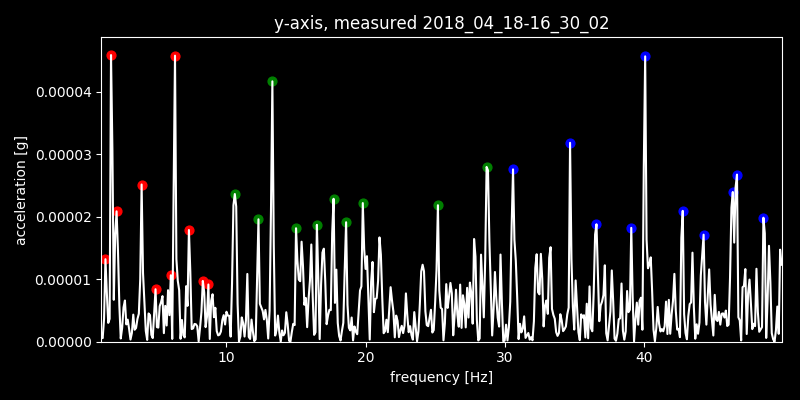 y-axis, measured 2018_04_18-16_30_02
acceleration [g]
0.00004
0.00003
0.00002
0.00001
0.00000
10 20 30 40
frequency [Hz]